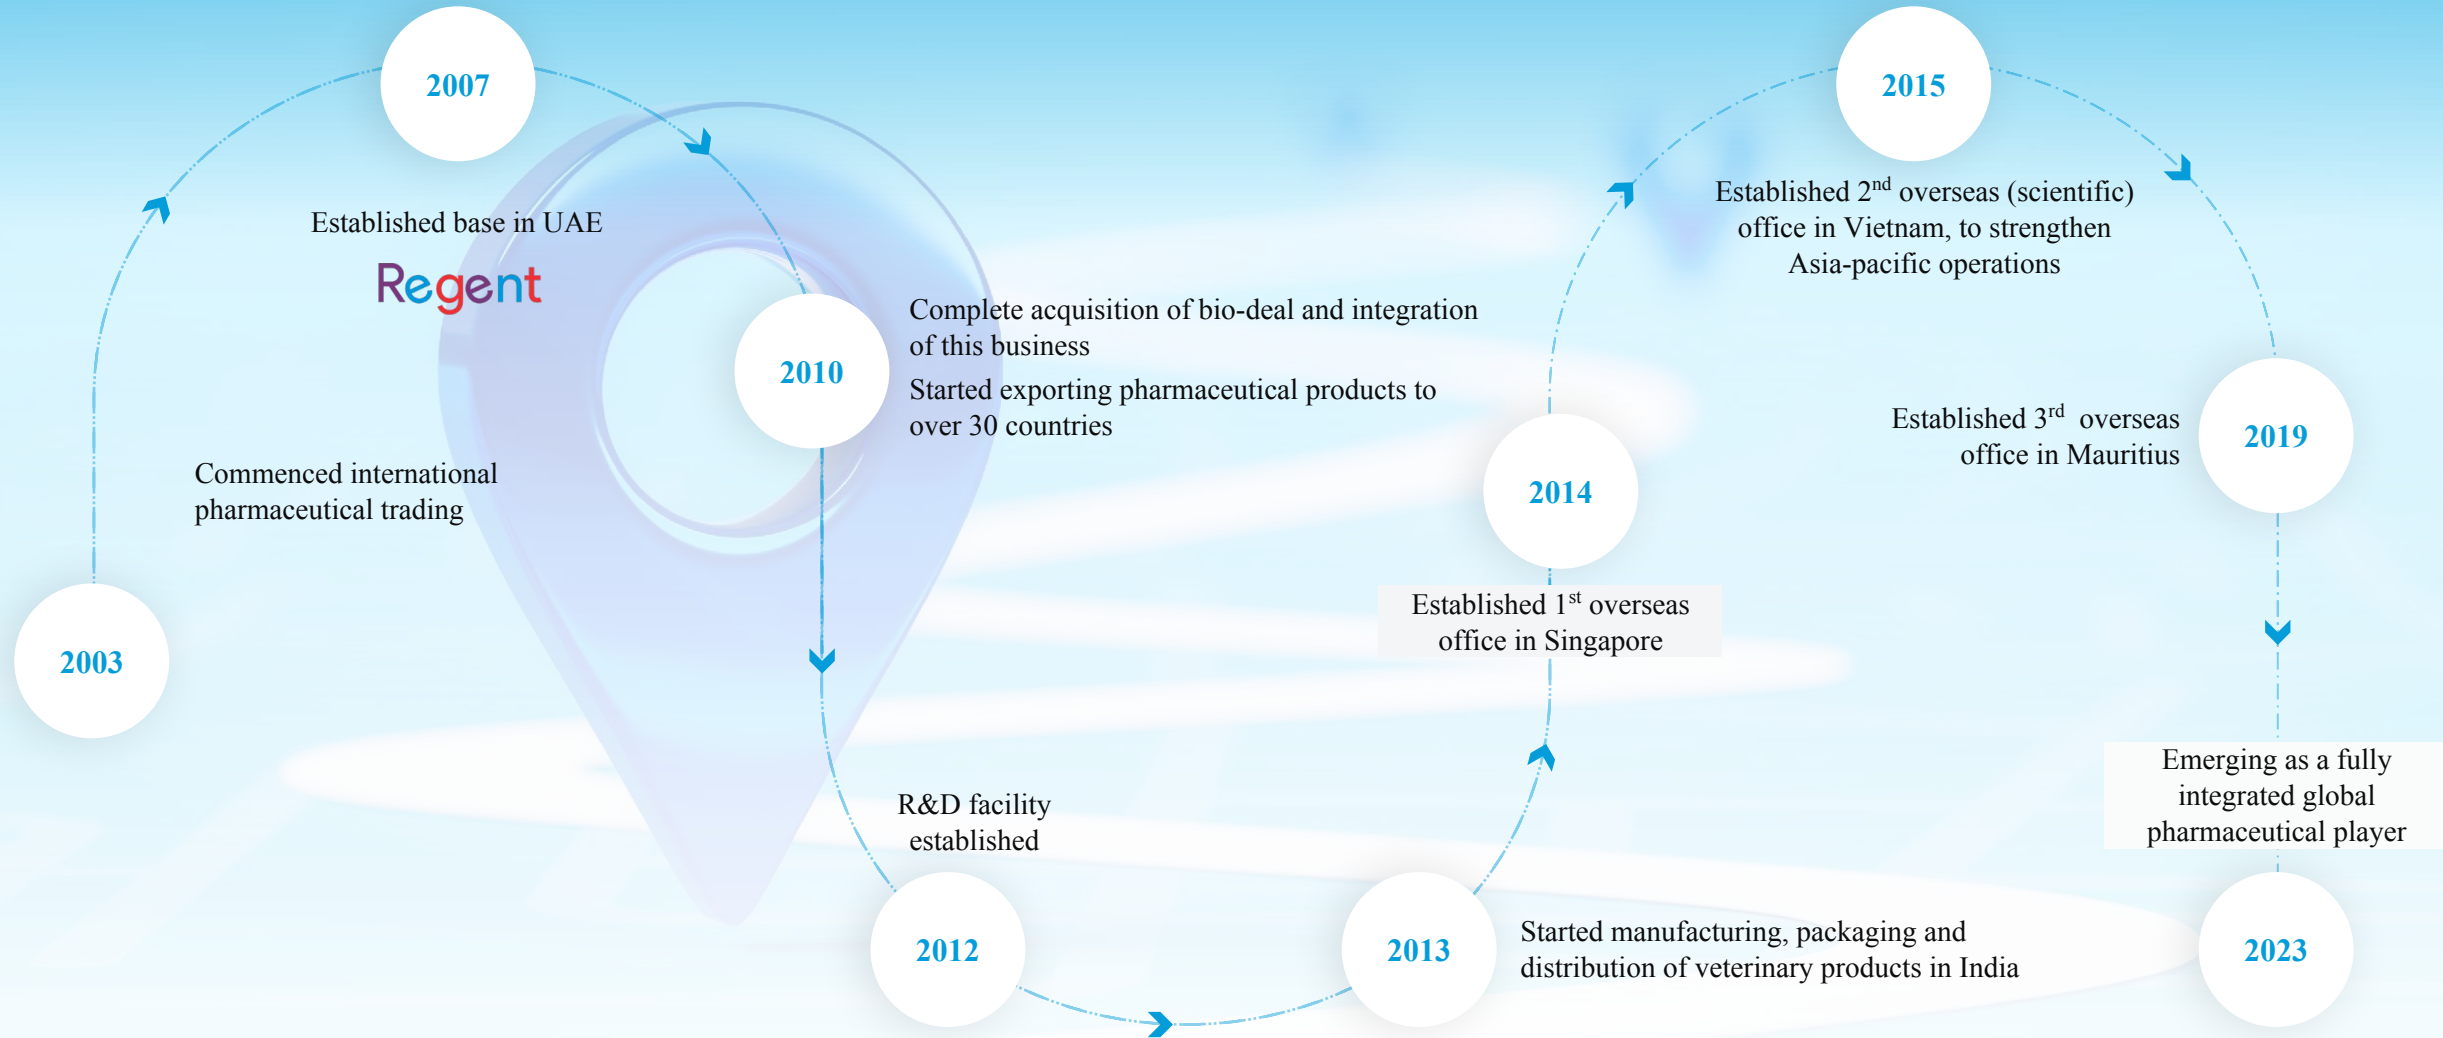 2003
Commenced international
pharmaceutical trading
2007
Established base in UAE
Regent
2010
Complete acquisition of bio-deal and integration
of this business
Started exporting pharmaceutical products to
over 30 countries
2012
R&D facility
established
2013
Started manufacturing, packaging and
distribution of veterinary products in India
2014
Established 1st overseas
office in Singapore
2015
Established 2nd overseas (scientific)
office in Vietnam, to strengthen
Asia-pacific operations
2019
Established 3rd overseas
office in Mauritius
Emerging as a fully
integrated global
pharmaceutical player
2023